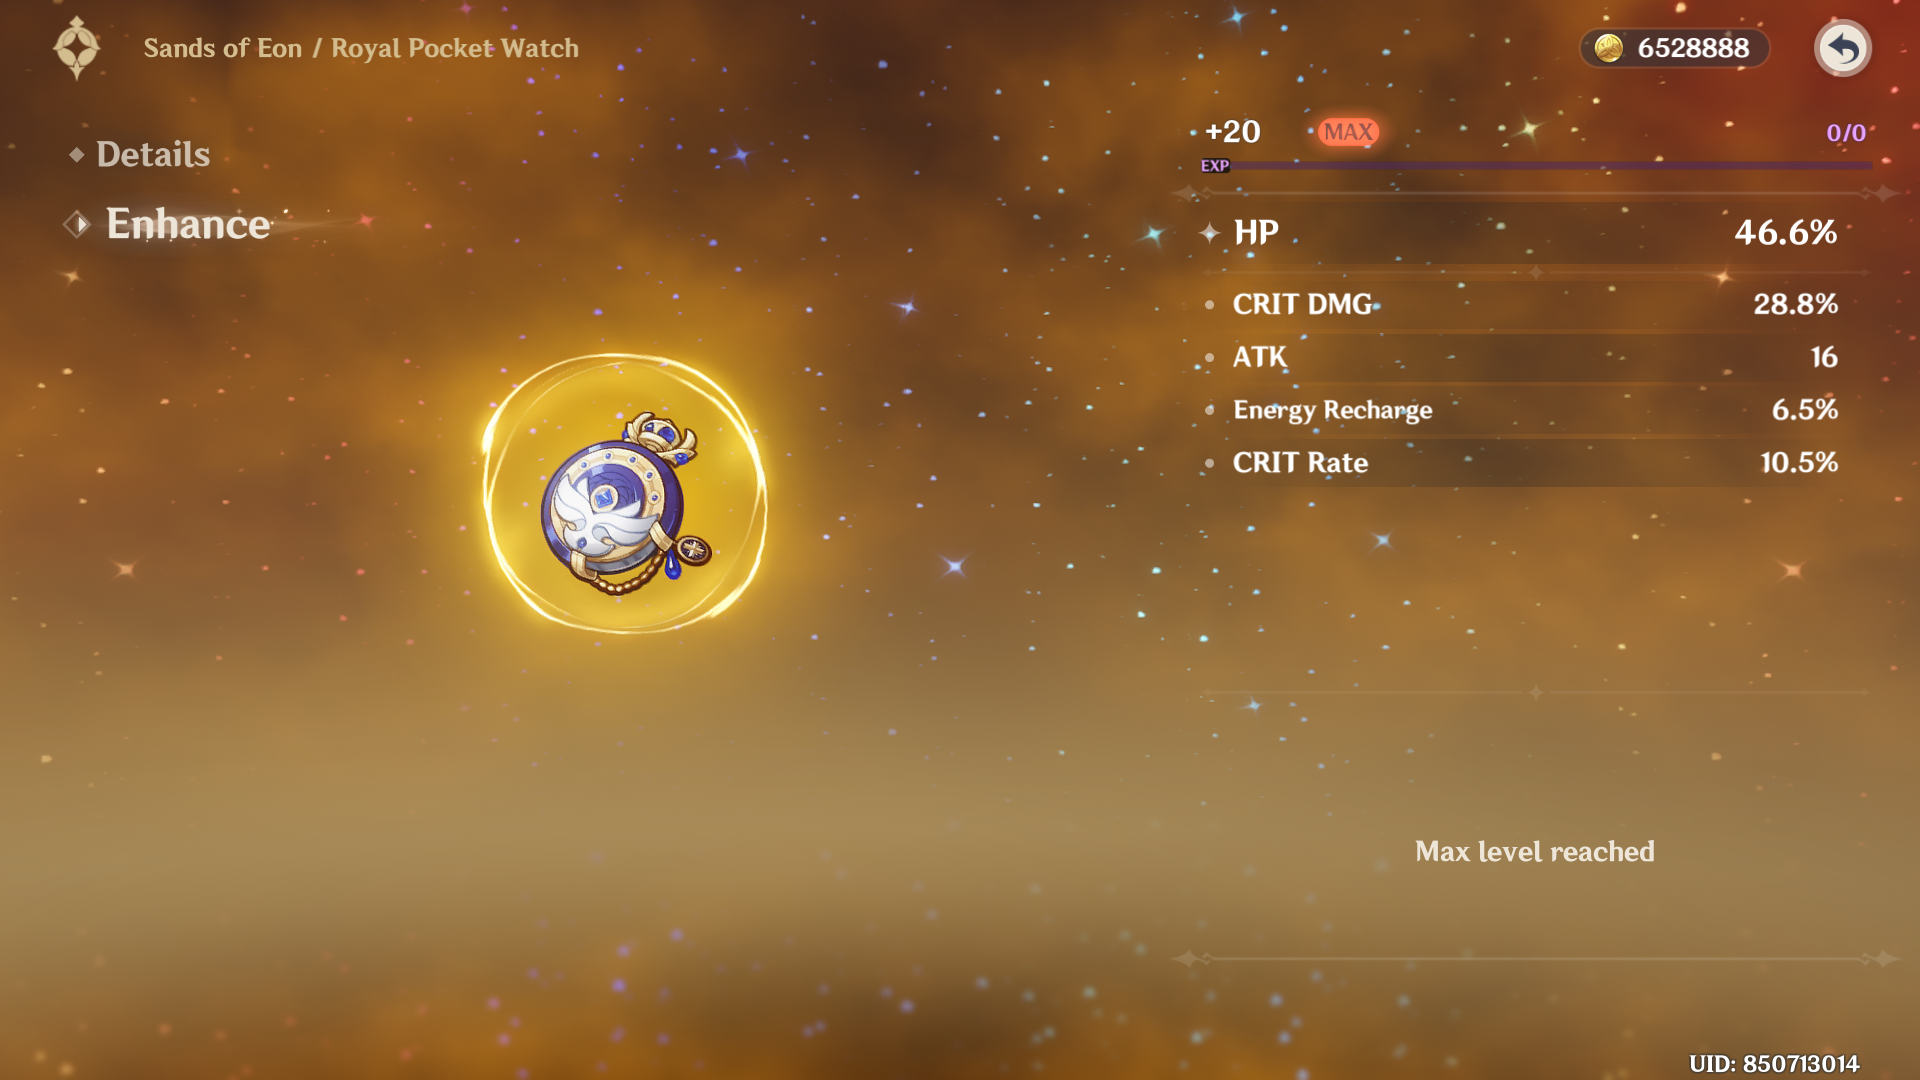 Sands of Eon / Royal Pocket Watch
6528888
Details
Enhance
+20 MAX 0/0
EXP
HP 46.6%
CRIT DMG 28.8%
ATK 16
Energy Recharge 6.5%
CRIT Rate 10.5%
Max level reached
UID: 850713014